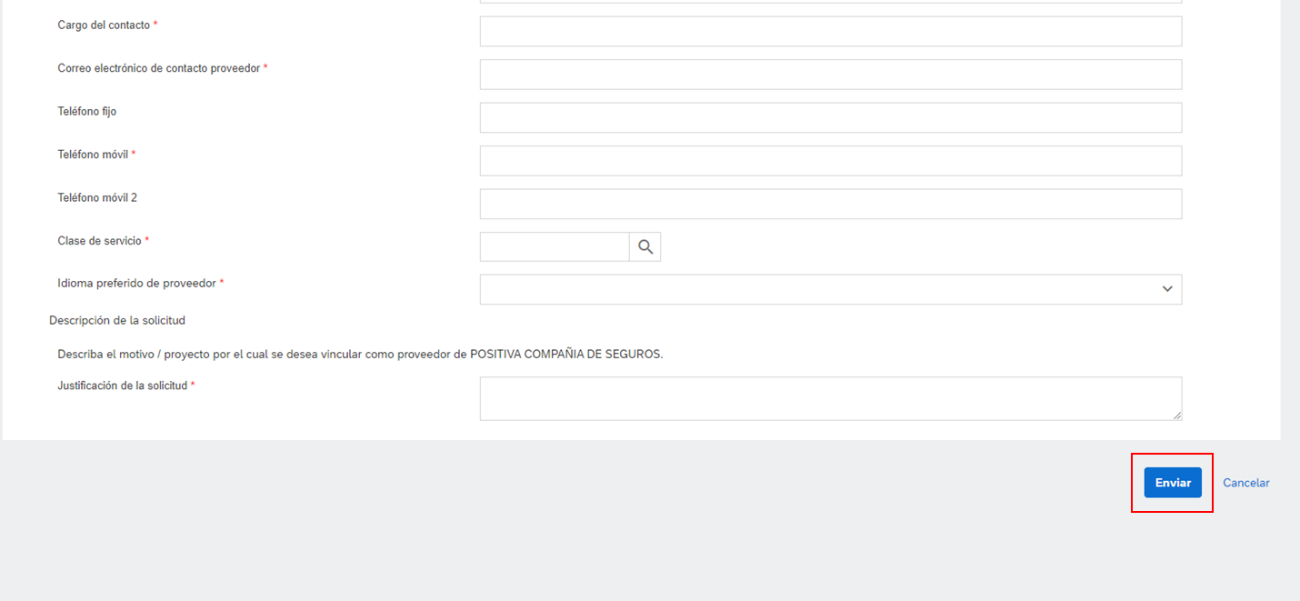 Cargo del contacto *
Correo electrónico de contacto proveedor *
Teléfono fijo
Teléfono móvil *
Teléfono móvil 2
Clase de servicio *
Idioma preferido de proveedor *
Descripción de la solicitud
Describa el motivo / proyecto por el cual se desea vincular como proveedor de POSITIVA COMPAÑIA DE SEGUROS.
Justificación de la solicitud *
Enviar Cancelar